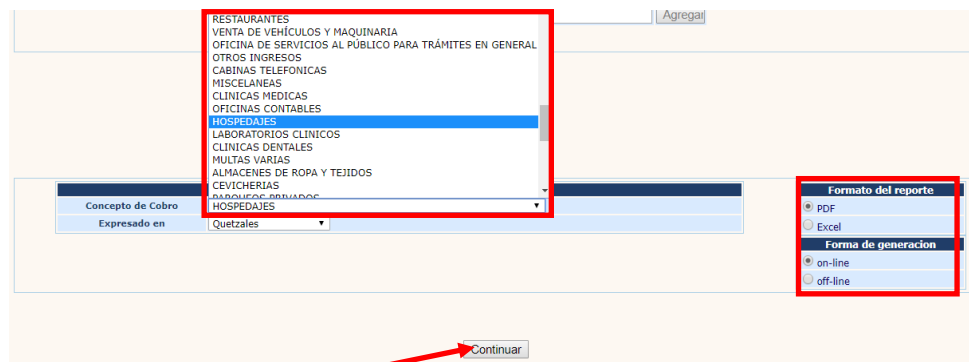 Agregar
RESTAURANTES
VENTA DE VEHÍCULOS Y MAQUINARIA
OFICINA DE SERVICIOS AL PÚBLICO PARA TRÁMITES EN GENERAL
OTROS INGRESOS
CABINAS TELEFONICAS
MISCELANEAS
CLINICAS MEDICAS
OFICINAS CONTABLES
HOSPEDAJES
LABORATORIOS CLINICOS
CLINICAS DENTALES
MULTAS VARIAS
ALMACENES DE ROPA Y TEJIDOS
CEVICHERIAS
PARQUEOS PRIVADOS
Concepto de Cobro HOSPEDAJES
Expresado en Quetzales
Formato del reporte
PDF
Excel
Forma de generacion
on-line
off-line
Continuar